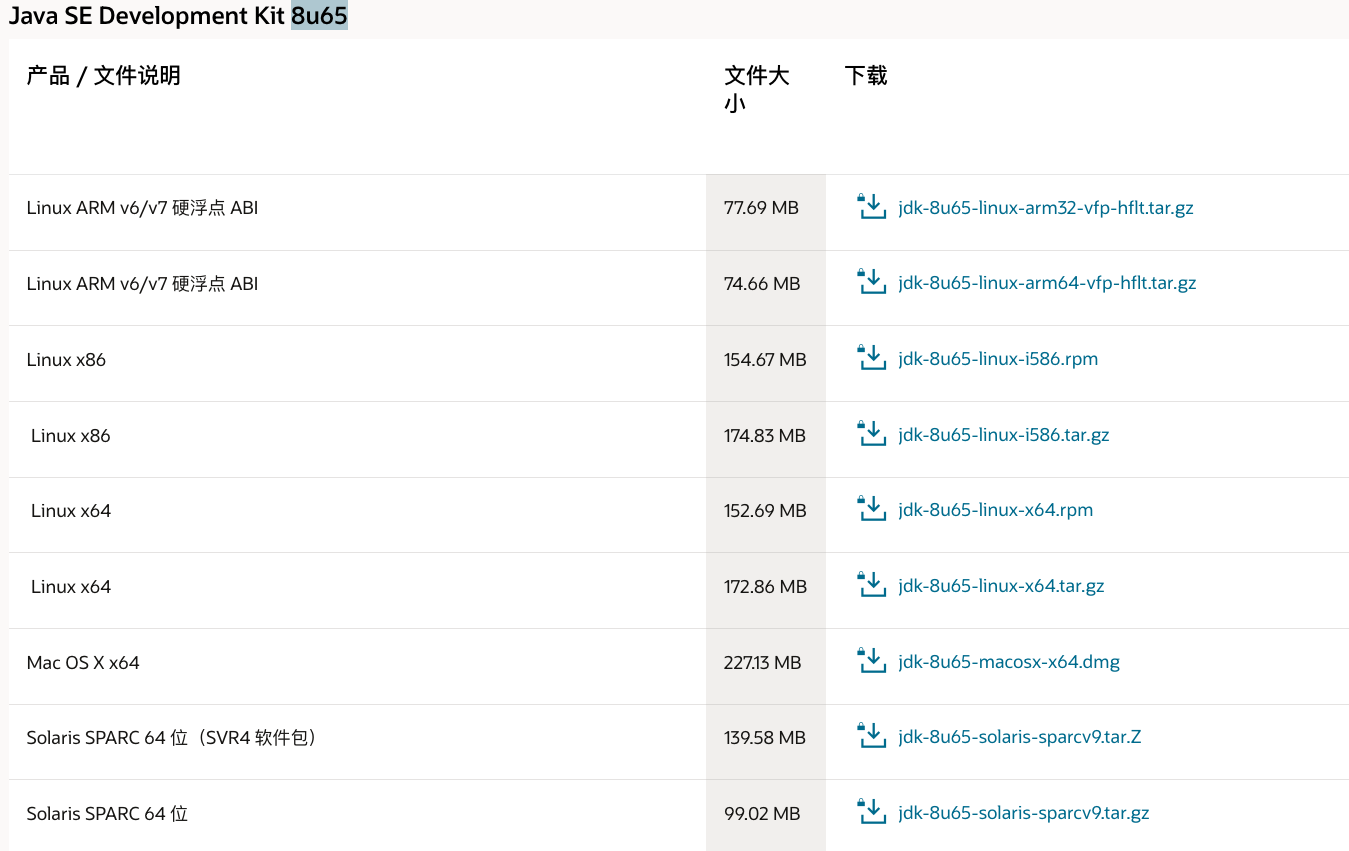 Java SE Development Kit 8u65
产品 / 文件说明 文件大小 下载
Linux ARM v6/v7 硬浮点 ABI 77.69 MB jdk-8u65-linux-arm32-vfp-hflt.tar.gz
Linux ARM v6/v7 硬浮点 ABI 74.66 MB jdk-8u65-linux-arm64-vfp-hflt.tar.gz
Linux x86 154.67 MB jdk-8u65-linux-i586.rpm
Linux x86 174.83 MB jdk-8u65-linux-i586.tar.gz
Linux x64 152.69 MB jdk-8u65-linux-x64.rpm
Linux x64 172.86 MB jdk-8u65-linux-x64.tar.gz
Mac OS X x64 227.13 MB jdk-8u65-macosx-x64.dmg
Solaris SPARC 64 位（SVR4 软件包） 139.58 MB jdk-8u65-solaris-sparcv9.tar.Z
Solaris SPARC 64 位 99.02 MB jdk-8u65-solaris-sparcv9.tar.gz